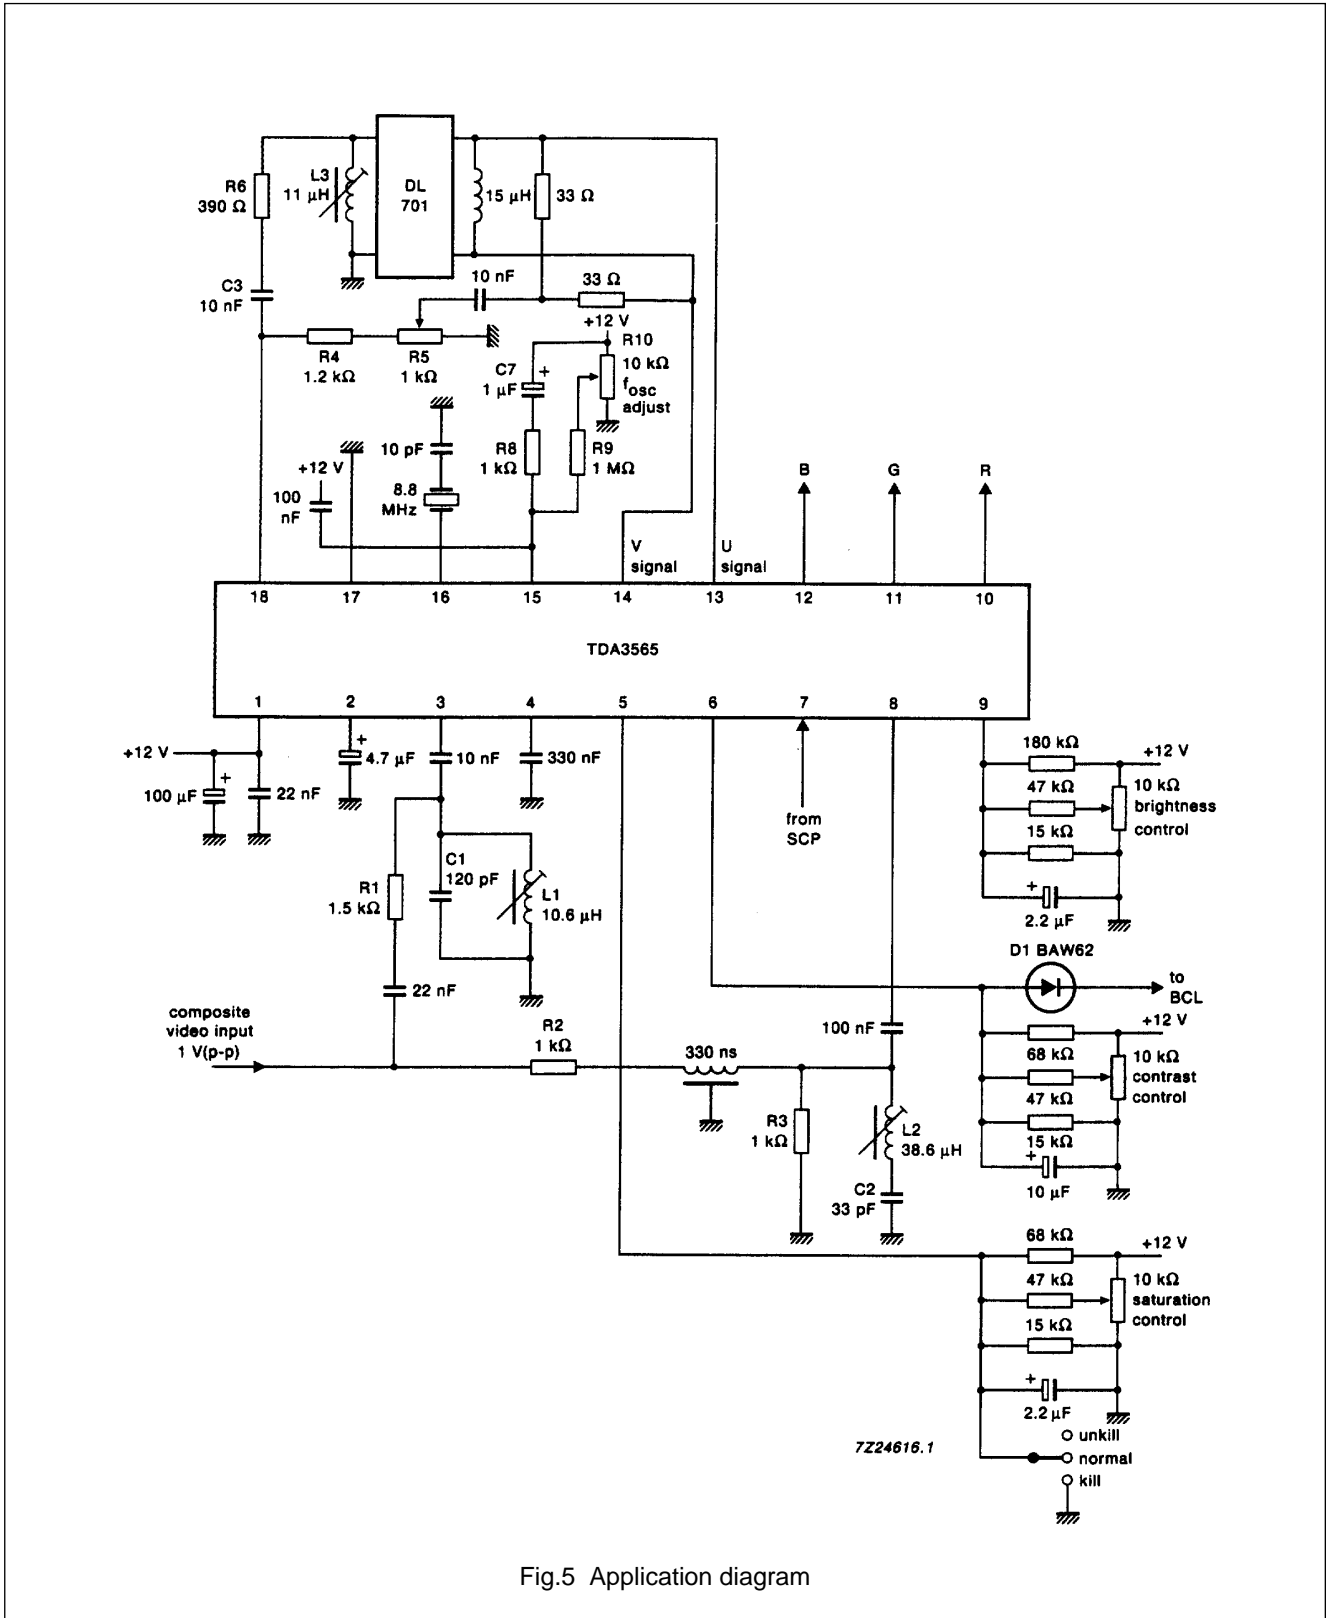 L3
11 µH
R6
390 Ω
DL
701
15 µH
33 Ω
C3
10 nF
10 nF
33 Ω
+12 V
R4
1.2 kΩ
R5
1 kΩ
C7
1 µF
+
R10
10 kΩ
fosc
adjust
10 pF
R8
1 kΩ
R9
1 MΩ
+12 V
100
nF
8.8
MHz
B
G
R
V
signal
U
signal
18
17
16
15
14
13
12
11
10
TDA3565
1
2
3
4
5
6
7
8
9
+12 V
+
100 µF
22 nF
+
4.7 µF
10 nF
330 nF
from
SCP
180 kΩ
+12 V
47 kΩ
10 kΩ
brightness
control
15 kΩ
+
2.2 µF
R1
1.5 kΩ
C1
120 pF
L1
10.6 µH
22 nF
D1 BAW62
to
BCL
composite
video input
1 V(p-p)
R2
1 kΩ
330 ns
100 nF
+12 V
68 kΩ
10 kΩ
contrast
control
47 kΩ
15 kΩ
+
10 µF
R3
1 kΩ
L2
38.6 µH
C2
33 pF
68 kΩ
+12 V
47 kΩ
10 kΩ
saturation
control
15 kΩ
+
2.2 µF
unkill
normal
kill
7Z24616.1
Fig.5 Application diagram